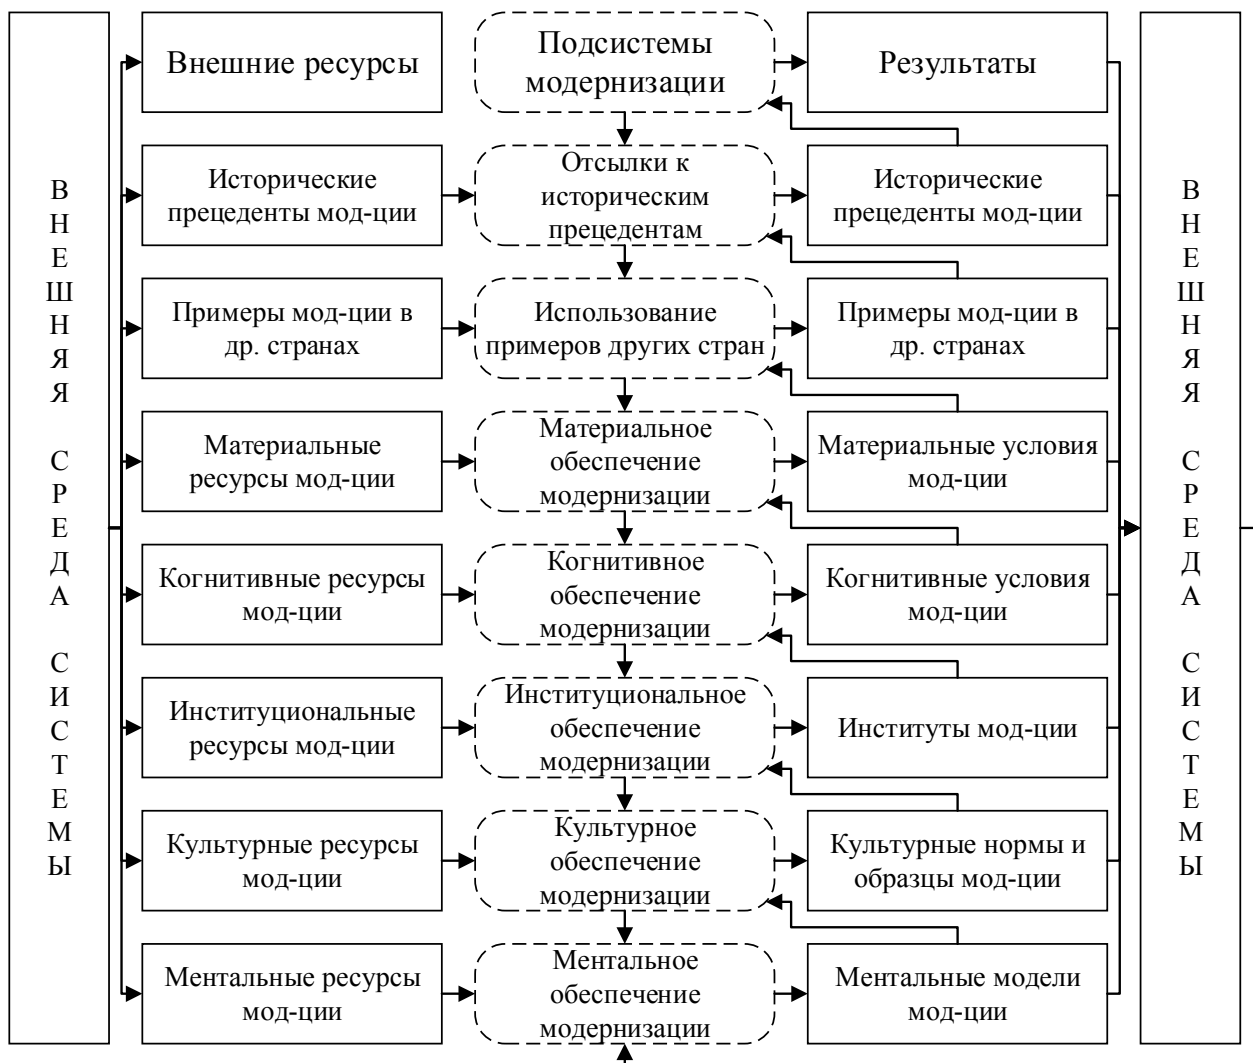 ВНЕШНЯЯ СРЕДА СИСТЕМЫ
Внешние ресурсы
Подсистемы
модернизации
Результаты
Исторические
прецеденты мод-ции
Отсылки к
историческим
прецедентам
Исторические
прецеденты мод-ции
Примеры мод-ции в
др. странах
Использование
примеров других стран
Примеры мод-ции в
др. странах
Материальные
ресурсы мод-ции
Материальное
обеспечение
модернизации
Материальные условия
мод-ции
Когнитивные ресурсы
мод-ции
Когнитивное
обеспечение
модернизации
Когнитивные условия
мод-ции
Институциональные
ресурсы мод-ции
Институциональное
обеспечение
модернизации
Институты мод-ции
Культурные ресурсы
мод-ции
Культурное
обеспечение
модернизации
Культурные нормы и
образцы мод-ции
Ментальные ресурсы
мод-ции
Ментальное
обеспечение
модернизации
Ментальные модели
мод-ции
ВНЕШНЯЯ СРЕДА СИСТЕМЫ